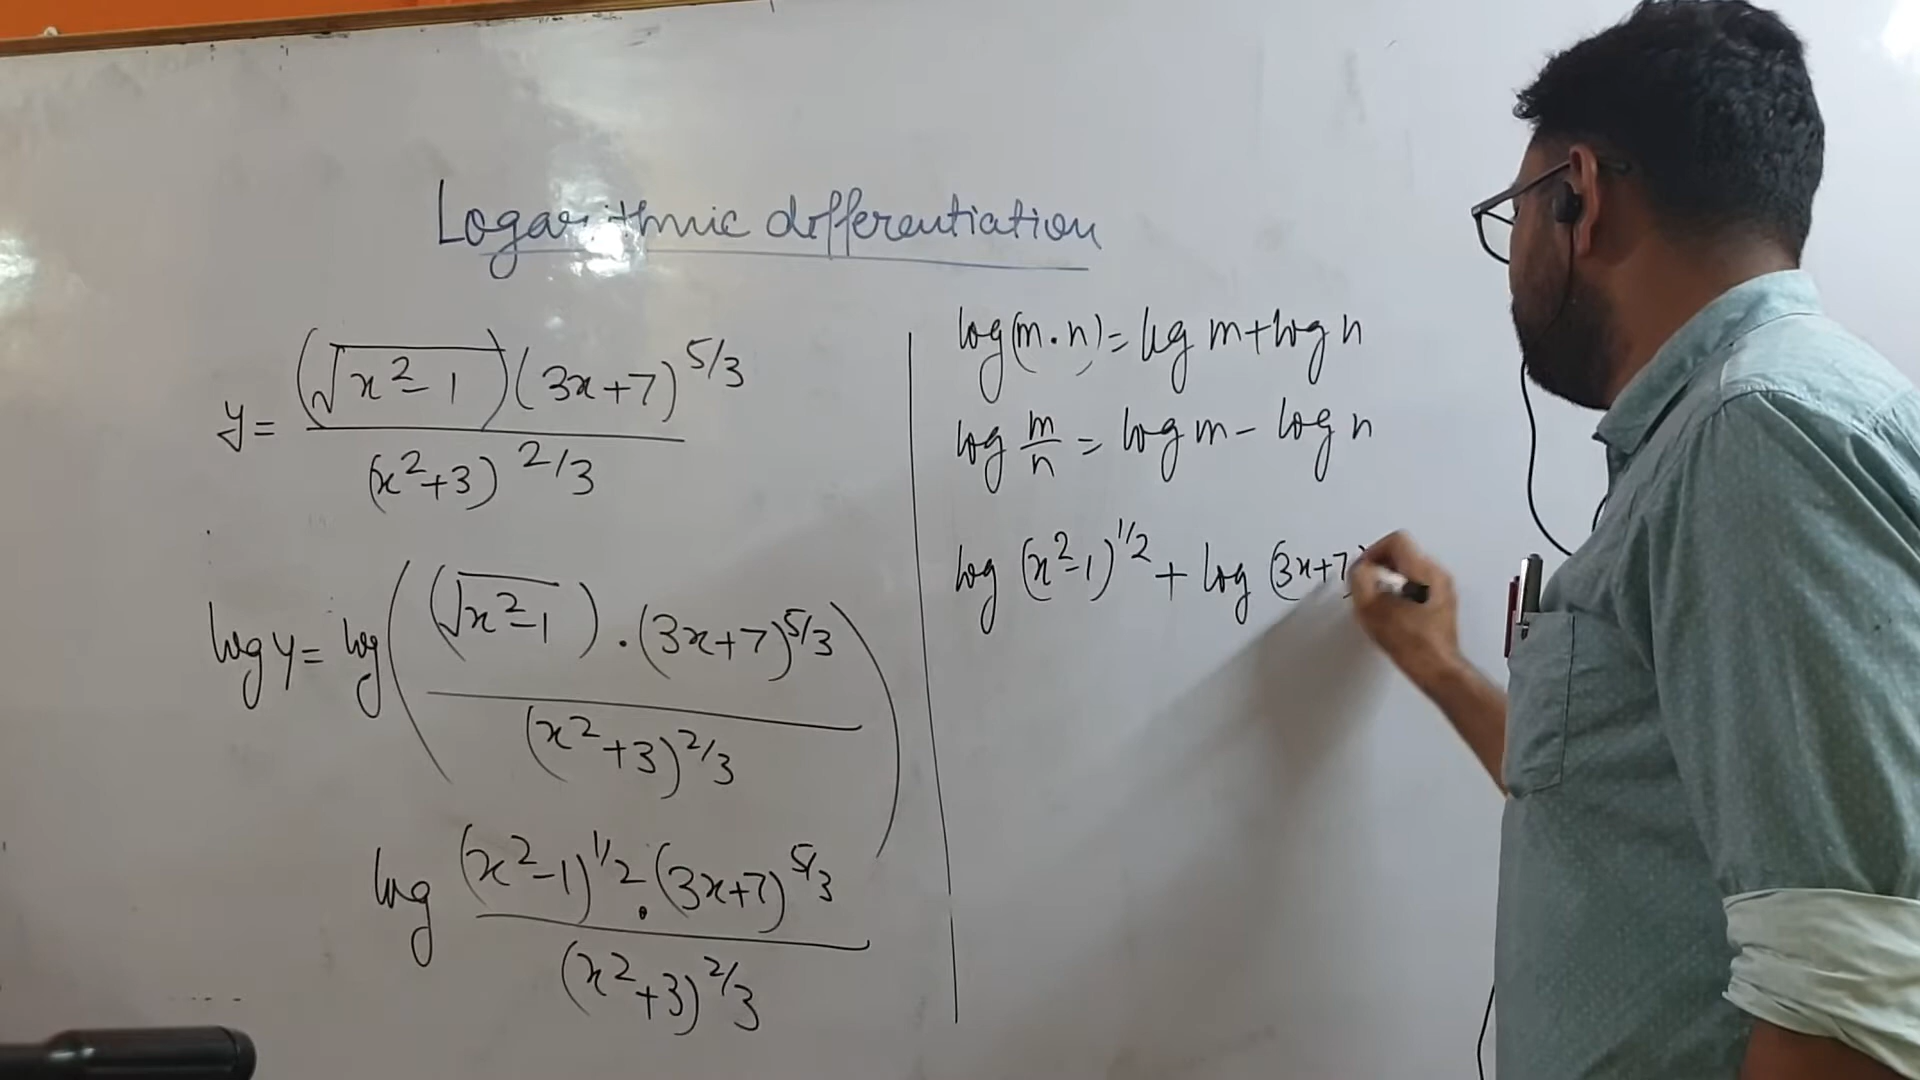 Logarithmic differentiation
y = (√(x²-1))(3x+7)^5/3 / (x²+3)^2/3
log y = log((√(x²-1)) · (3x+7)^5/3 / (x²+3)^2/3)
log (x²-1)^1/2 · (3x+7)^5/3 / (x²+3)^2/3
log(m·n) = log m + log n
log m/n = log m - log n
log (x²-1)^1/2 + log (3x+7)